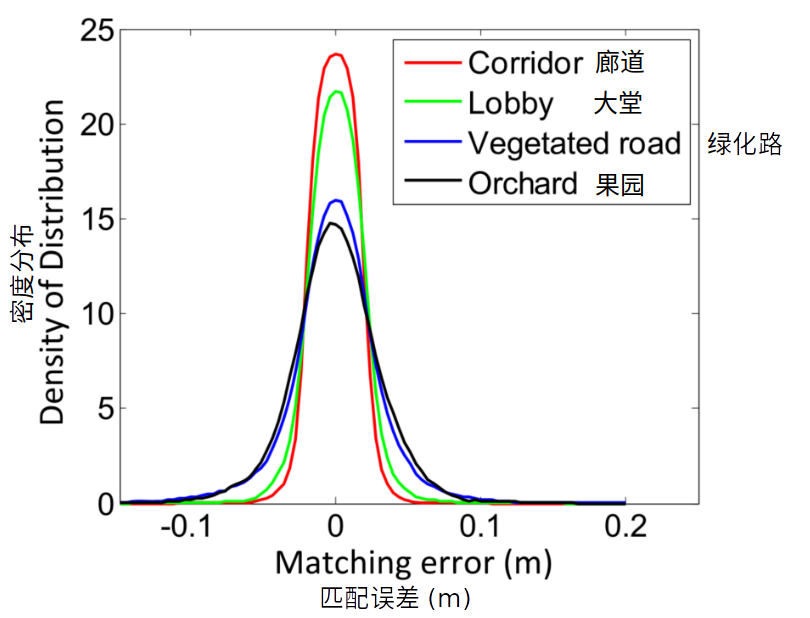 25
20
15
10
5
0
密度分布
Density of Distribution
Corridor 廊道
Lobby 大堂
Vegetated road 绿化路
Orchard 果园
-0.1 0 0.1 0.2
Matching error (m)
匹配误差 (m)